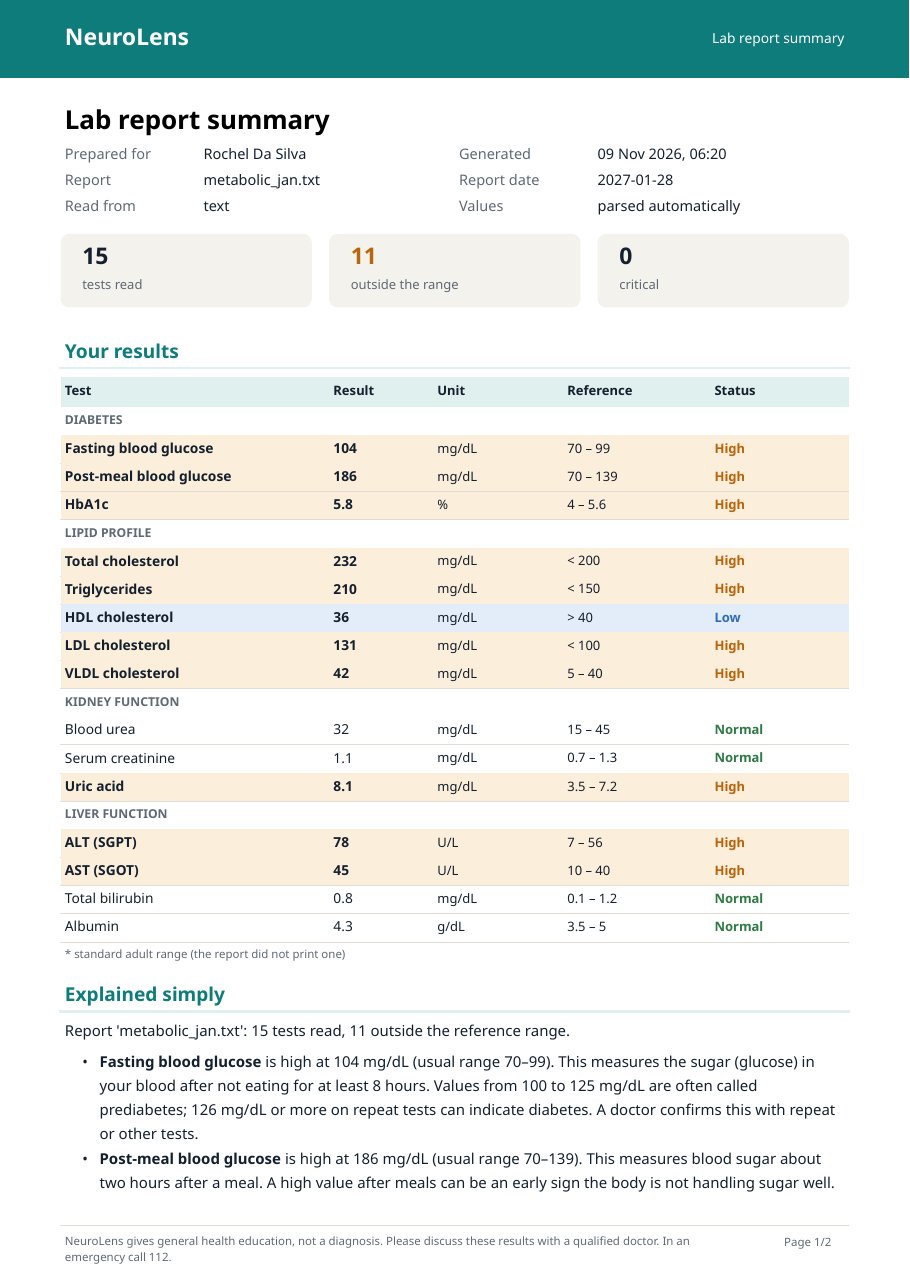 NeuroLens
Lab report summary
Lab report summary
Prepared for Rochel Da Silva Generated 09 Nov 2026, 06:20
Report metabolic_jan.txt Report date 2027-01-28
Read from text Values parsed automatically
15 11 0
tests read outside the range critical
Your results
Test Result Unit Reference Status
DIABETES
Fasting blood glucose 104 mg/dL 70 – 99 High
Post-meal blood glucose 186 mg/dL 70 – 139 High
HbA1c 5.8 % 4 – 5.6 High
LIPID PROFILE
Total cholesterol 232 mg/dL < 200 High
Triglycerides 210 mg/dL < 150 High
HDL cholesterol 36 mg/dL > 40 Low
LDL cholesterol 131 mg/dL < 100 High
VLDL cholesterol 42 mg/dL 5 – 40 High
KIDNEY FUNCTION
Blood urea 32 mg/dL 15 – 45 Normal
Serum creatinine 1.1 mg/dL 0.7 – 1.3 Normal
Uric acid 8.1 mg/dL 3.5 – 7.2 High
LIVER FUNCTION
ALT (SGPT) 78 U/L 7 – 56 High
AST (SGOT) 45 U/L 10 – 40 High
Total bilirubin 0.8 mg/dL 0.1 – 1.2 Normal
Albumin 4.3 g/dL 3.5 – 5 Normal
* standard adult range (the report did not print one)
Explained simply
Report 'metabolic_jan.txt': 15 tests read, 11 outside the reference range.
• Fasting blood glucose is high at 104 mg/dL (usual range 70–99). This measures the sugar (glucose) in
your blood after not eating for at least 8 hours. Values from 100 to 125 mg/dL are often called
prediabetes; 126 mg/dL or more on repeat tests can indicate diabetes. A doctor confirms this with repeat
or other tests.
• Post-meal blood glucose is high at 186 mg/dL (usual range 70–139). This measures blood sugar about
two hours after a meal. A high value after meals can be an early sign the body is not handling sugar well.
NeuroLens gives general health education, not a diagnosis. Please discuss these results with a qualified doctor. In an
emergency call 112.
Page 1/2